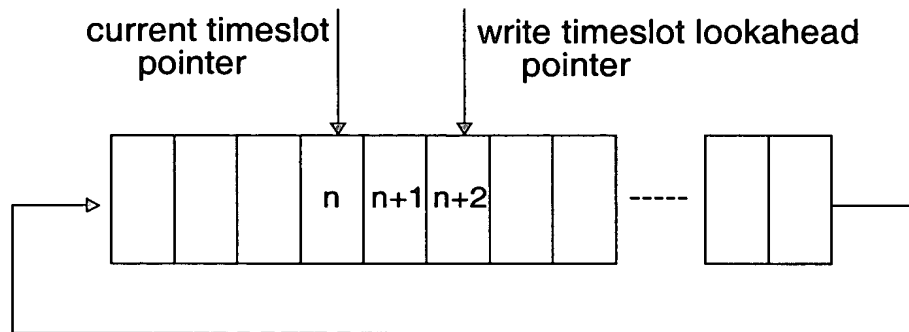 current timeslot
pointer
write timeslot lookahead
pointer
n
n+1
n+2